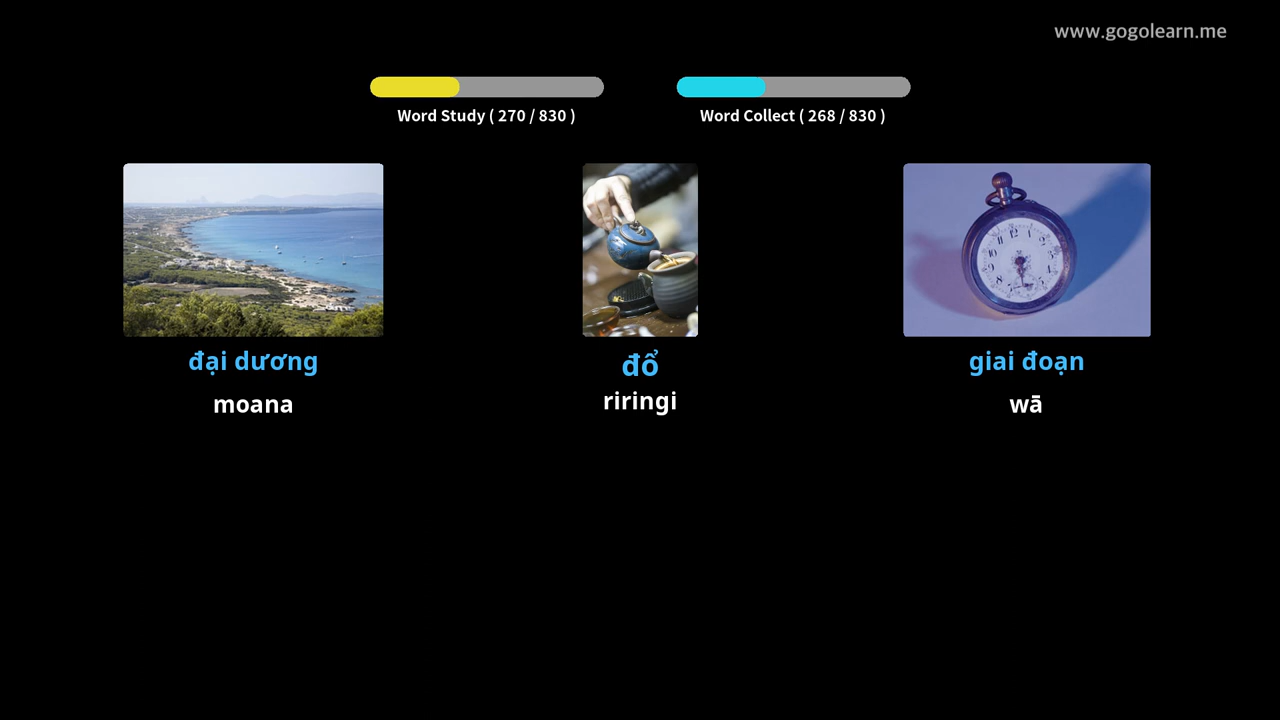 www.gogolearn.me
Word Study ( 270 / 830 )
Word Collect ( 268 / 830 )
đại dương
moana
đổ
riringi
giai đoạn
wā